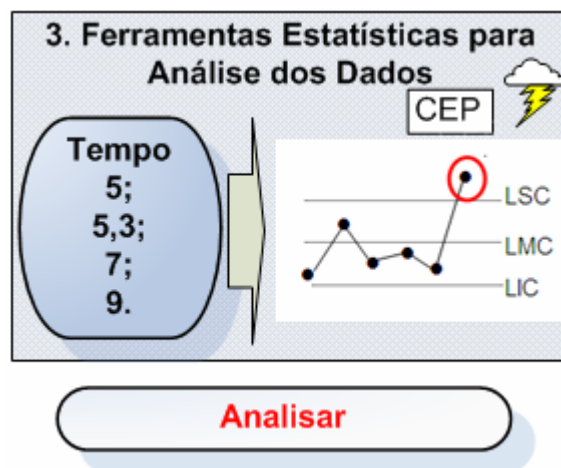 3. Ferramentas Estatísticas para
Análise dos Dados
CEP
Tempo
5;
5,3;
7;
9.
LSC
LMC
LIC
Analisar